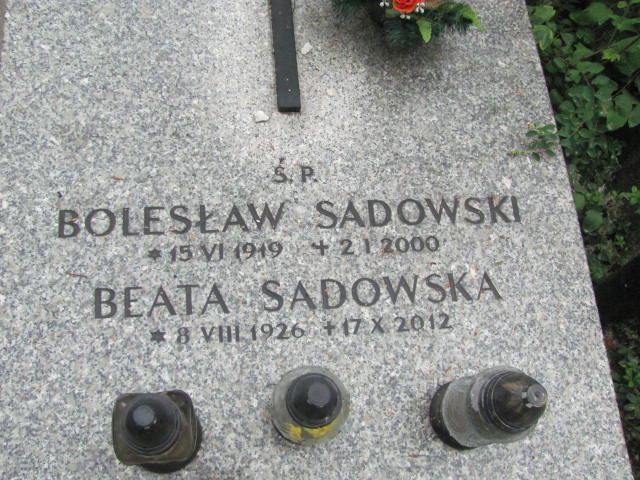 Ś.P.
BOLESŁAW SADOWSKI
*15 VI 1919 +2 I 2000
BEATA SADOWSKA
*8 VIII 1926 +17 X 2012